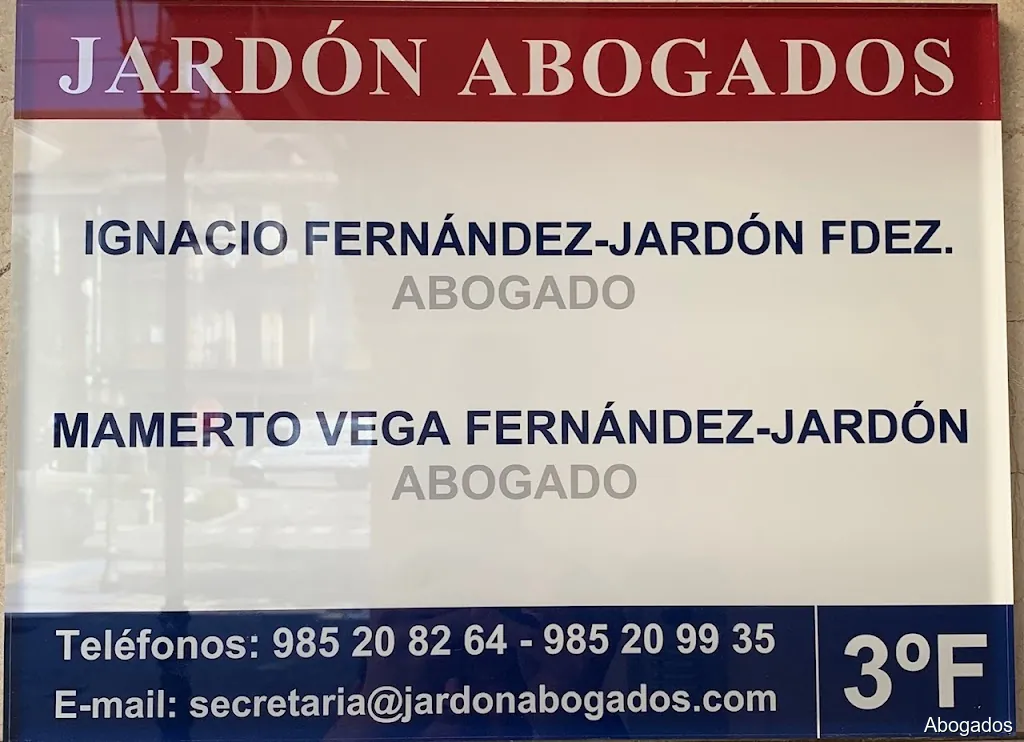 JARDÓN ABOGADOS
IGNACIO FERNÁNDEZ-JARDÓN FDEZ.
ABOGADO
MAMERTO VEGA FERNÁNDEZ-JARDÓN
ABOGADO
Teléfonos: 985 20 82 64 - 985 20 99 35
E-mail: secretaria@jardonabogados.com
3ºF
Abogados